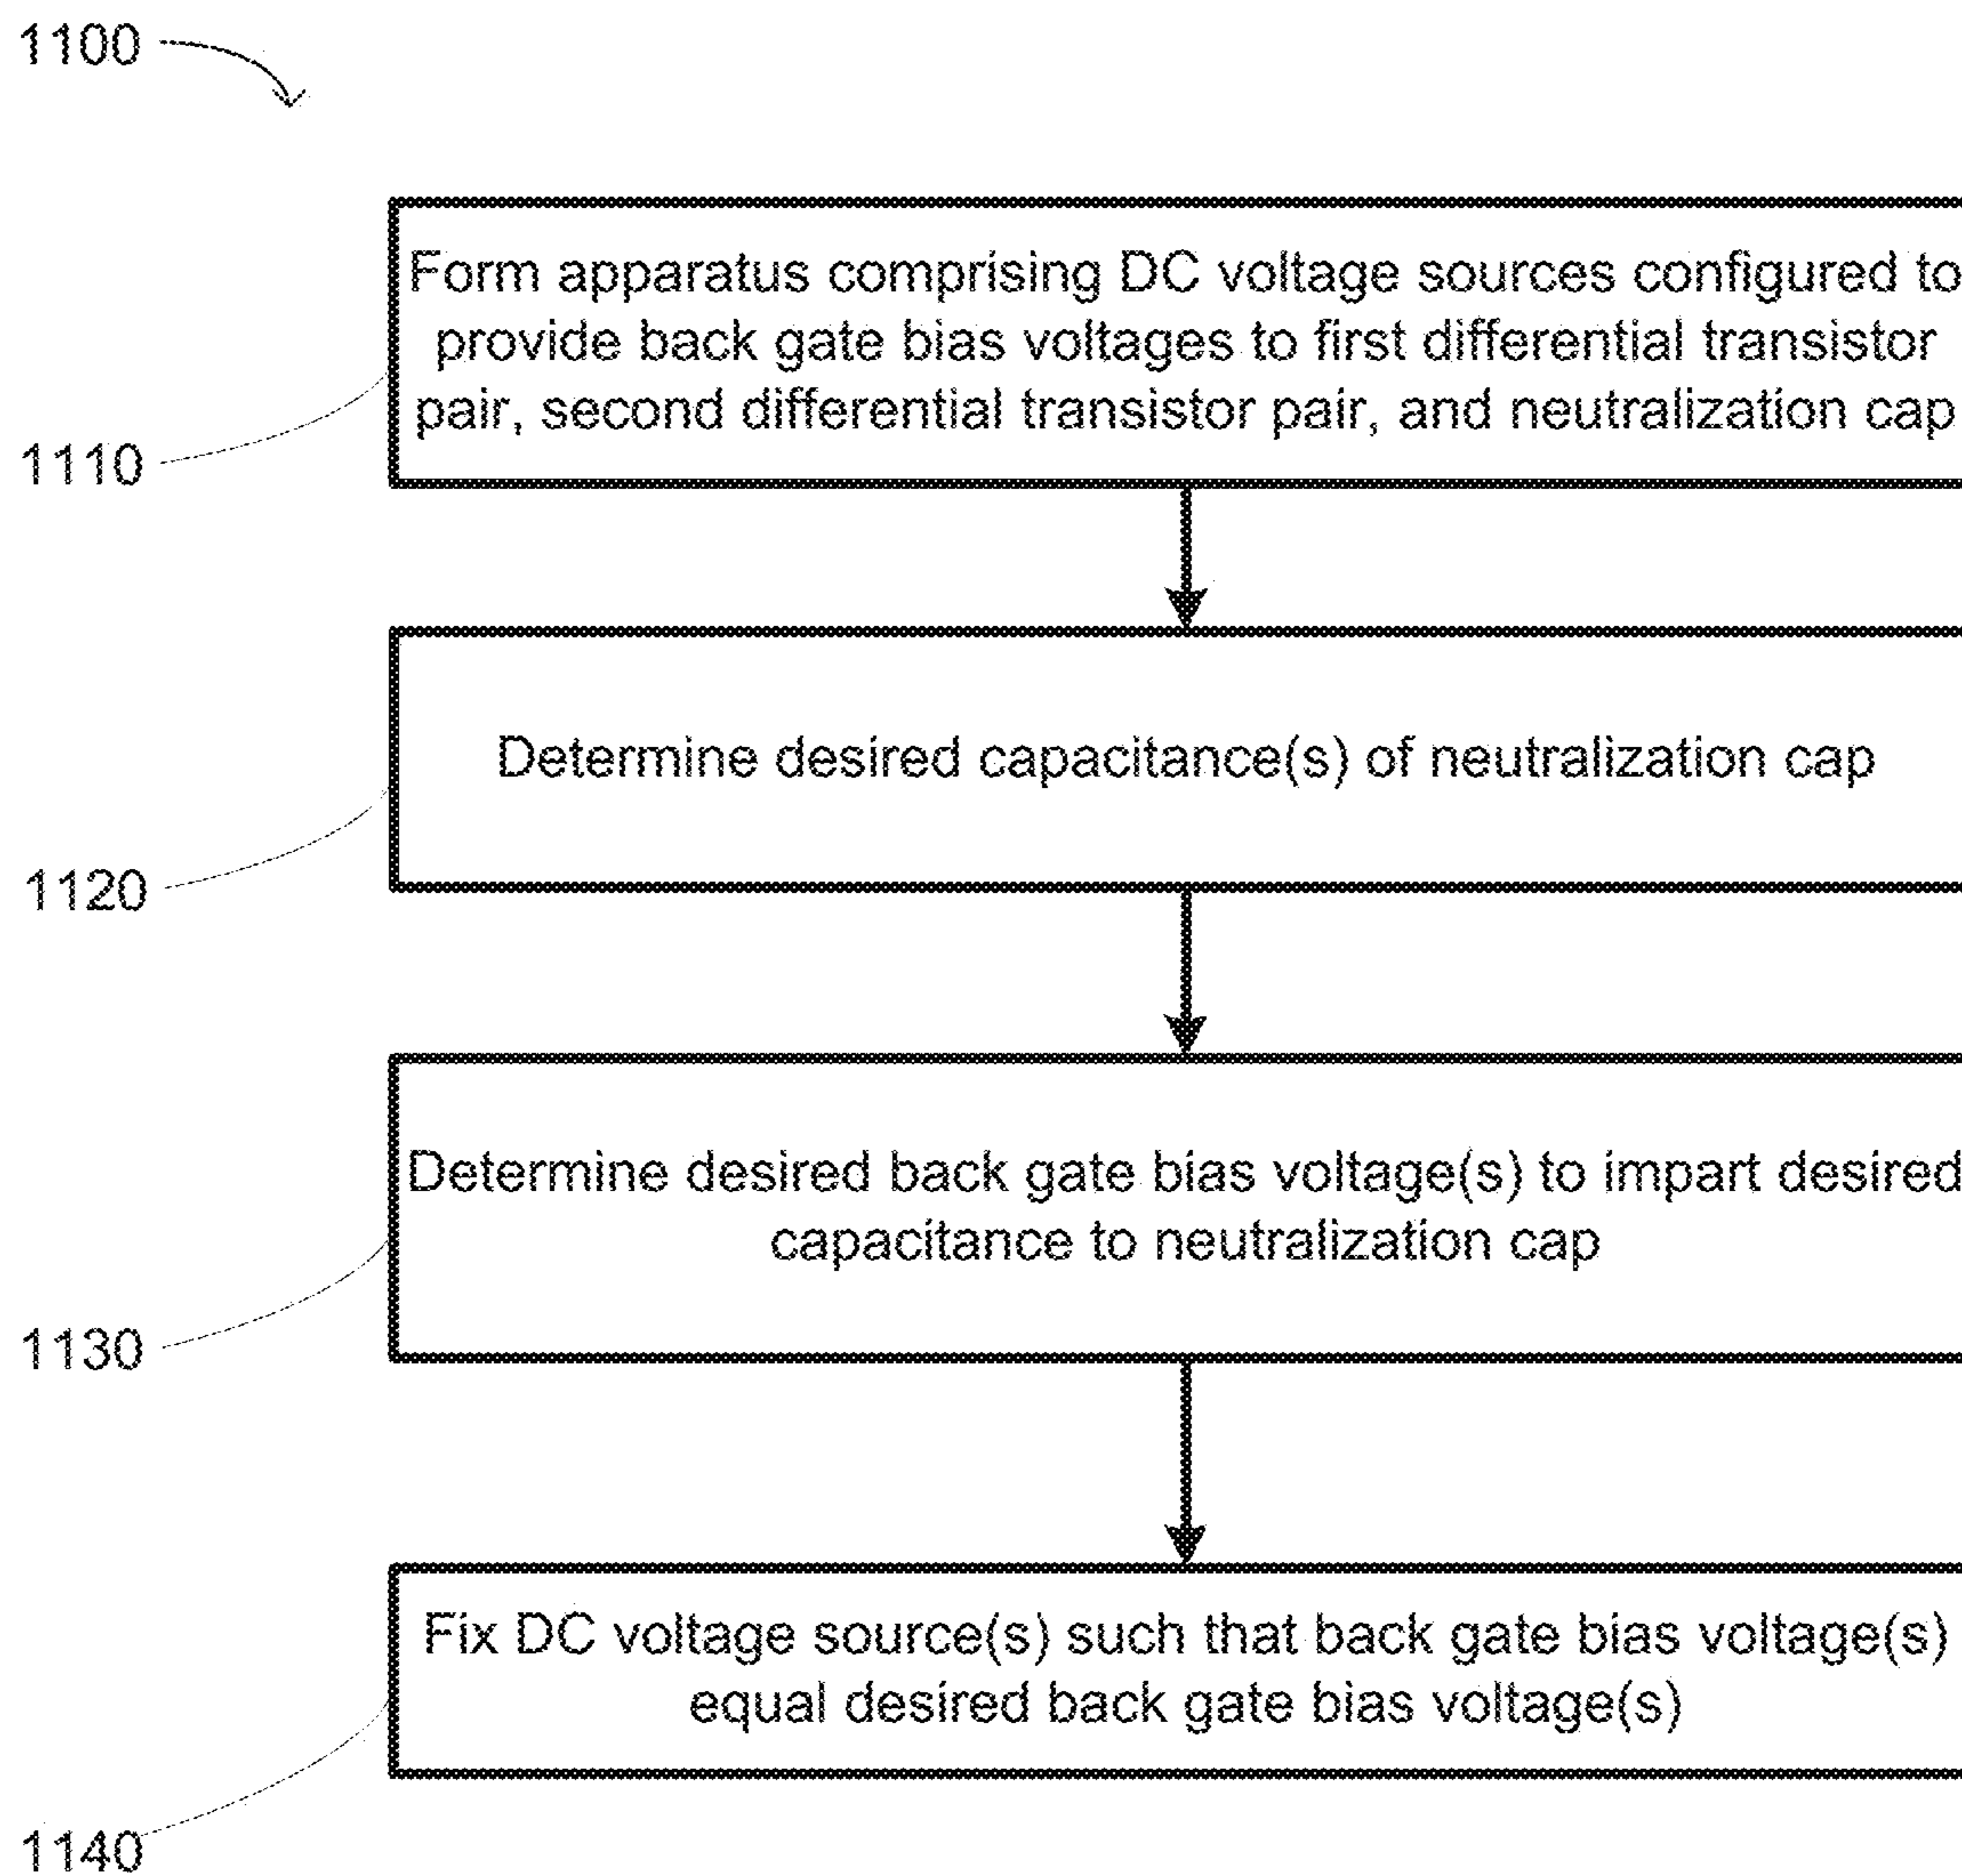 1100
Form apparatus comprising DC voltage sources configured to
provide back gate bias voltages to first differential transistor
pair, second differential transistor pair, and neutralization cap
1110
Determine desired capacitance(s) of neutralization cap
1120
Determine desired back gate bias voltage(s) to impart desired
capacitance to neutralization cap
1130
Fix DC voltage source(s) such that back gate bias voltage(s)
equal desired back gate bias voltage(s)
1140